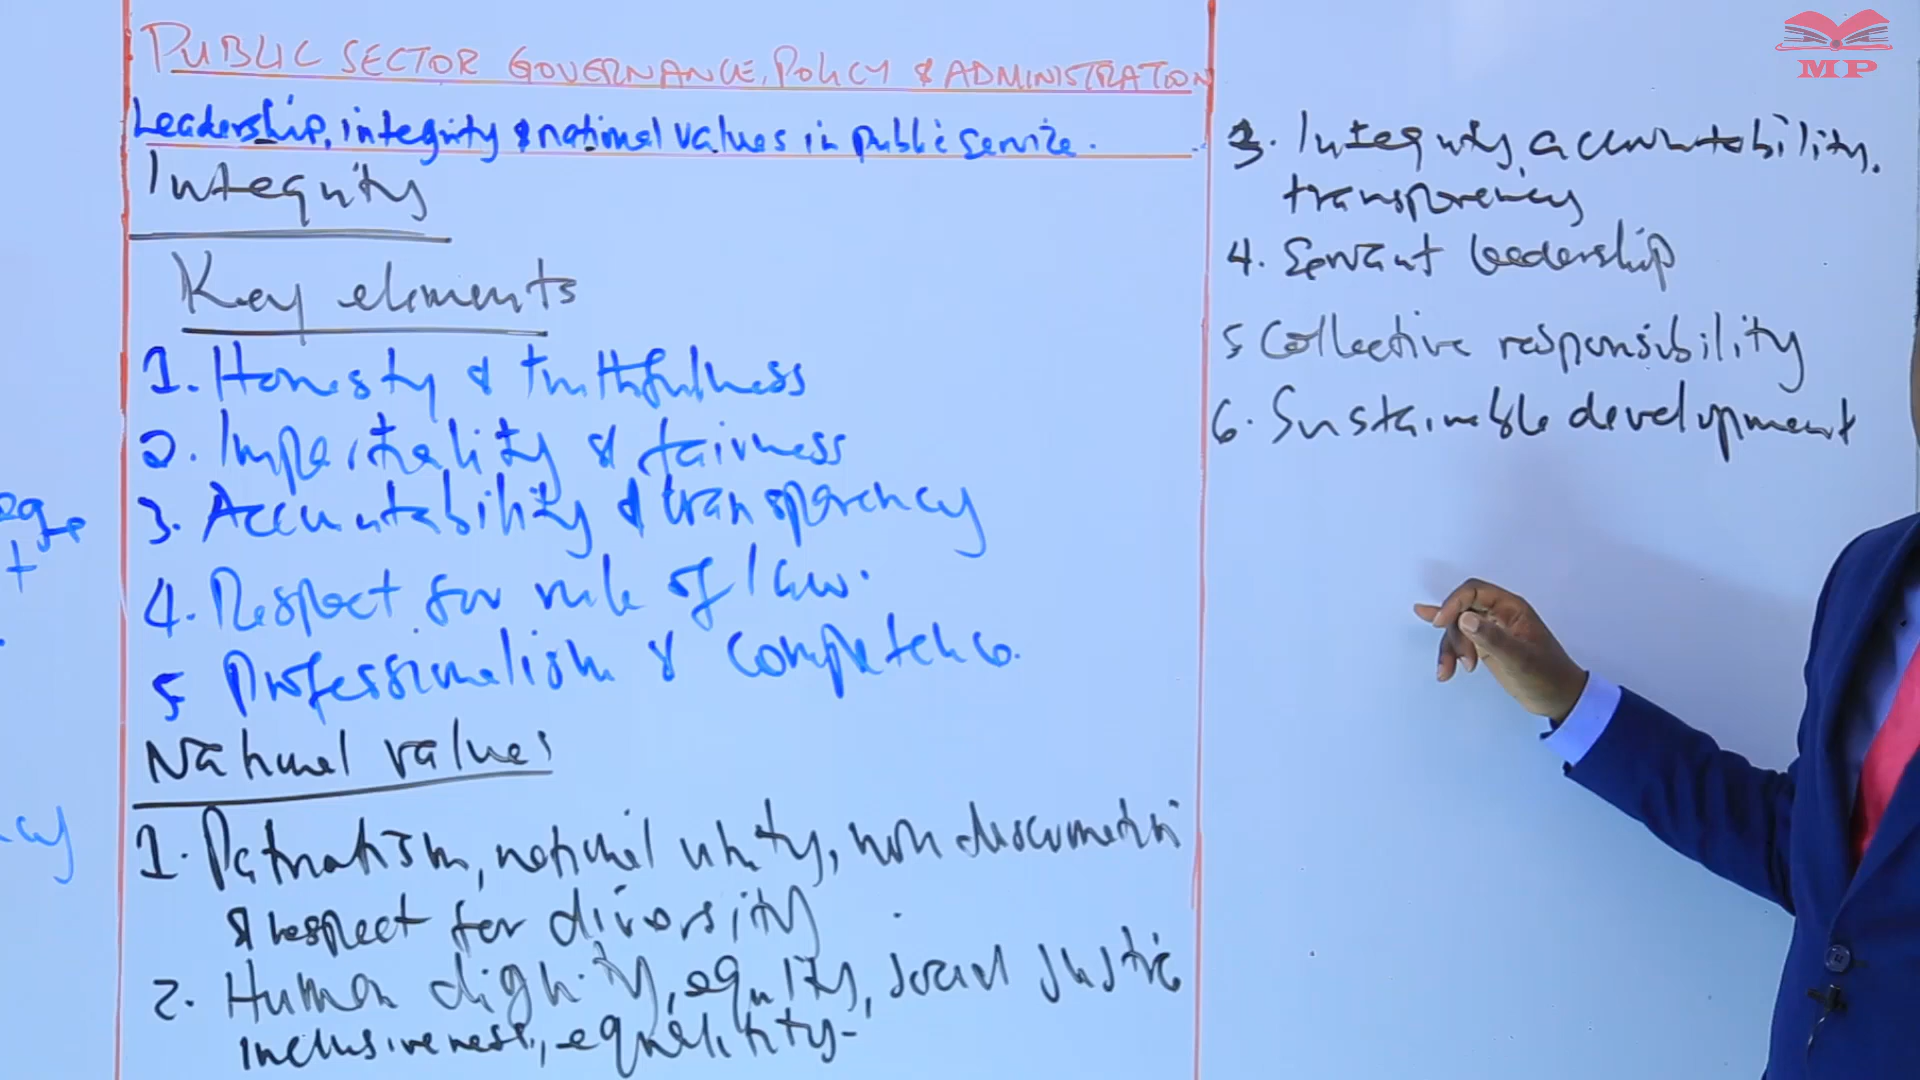 PUBLIC SECTOR GOVERNANCE, POLICY & ADMINISTRATION
Leadership, integrity & national values in public service.
Integrity
Key elements
1. Honesty & truthfulness
2. Impartiality & fairness
3. Accountability & transparency
4. Respect for rule of law.
5 Professionalism & competence.
National values
1. Patriotism, national unity, non
& respect for diversity
2. Human dignity, equity, social justice
inclusiveness, equality
3. Integrity accountability.
transparency
4. Servant leadership
5 Collective responsibility
6. Sustainable development
MP